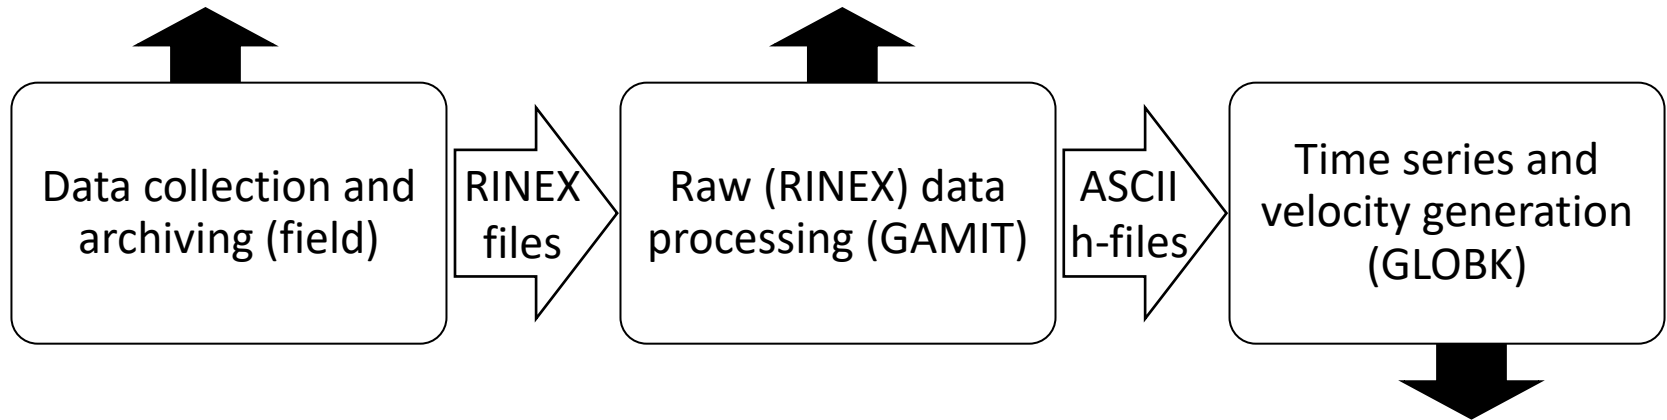 Data collection and
archiving (field)
RINEX
files
Raw (RINEX) data
processing (GAMIT)
ASCII
h-files
Time series and
velocity generation
(GLOBK)